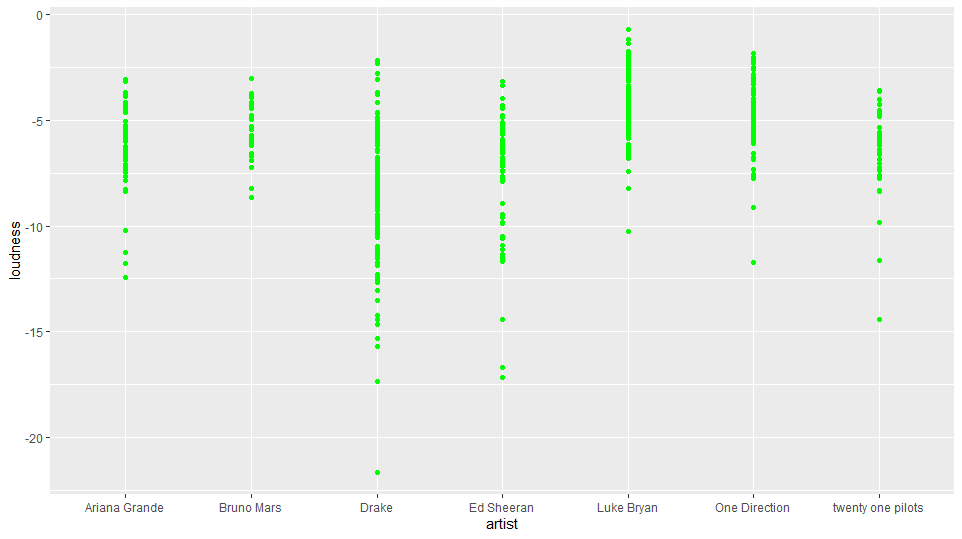 0
-5
-10
-15
-20
loudness
Ariana Grande
Bruno Mars
Drake
Ed Sheeran
Luke Bryan
One Direction
twenty one pilots
artist